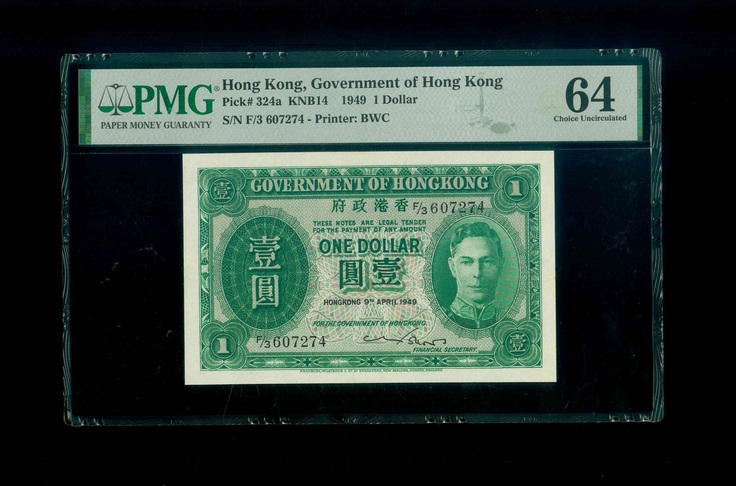 PMG®
PAPER MONEY GUARANTY
Hong Kong, Government of Hong Kong
Pick# 324a KNB14 1949 1 Dollar
S/N F/3 607274 - Printer: BWC
64
Choice Uncirculated
壹 GOVERNMENT OF HONGKONG 1
府政港香 F/3 607274
THESE NOTES ARE LEGAL TENDER
FOR THE PAYMENT OF ANY AMOUNT
ONE DOLLAR
圓壹
壹圓
HONGKONG 9TH APRIL 1949
FOR THE GOVERNMENT OF HONGKONG.
F/3 607274
FINANCIAL SECRETARY.
1 壹